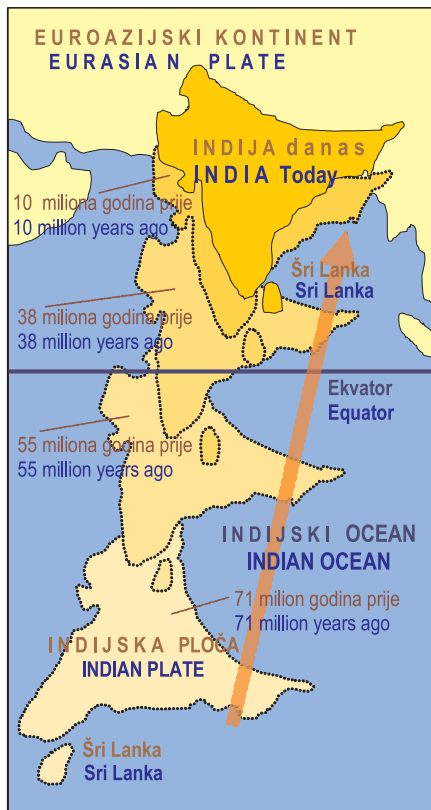 EUROAZIJSKI KONTINENT
EURASIAN PLATE
INDIJA danas
INDIA Today
10 miliona godina prije
10 million years ago
Šri Lanka
Sri Lanka
38 miliona godina prije
38 million years ago
Ekvator
Equator
55 miliona godina prije
55 million years ago
INDIJSKI OCEAN
INDIAN OCEAN
71 milion godina prije
71 million years ago
INDIJSKA PLOČA
INDIAN PLATE
Šri Lanka
Sri Lanka